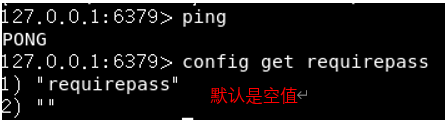 127.0.0.1:6379> ping
PONG
127.0.0.1:6379> config get requirepass
1) "requirepass"
2) ""
默认是空值↵